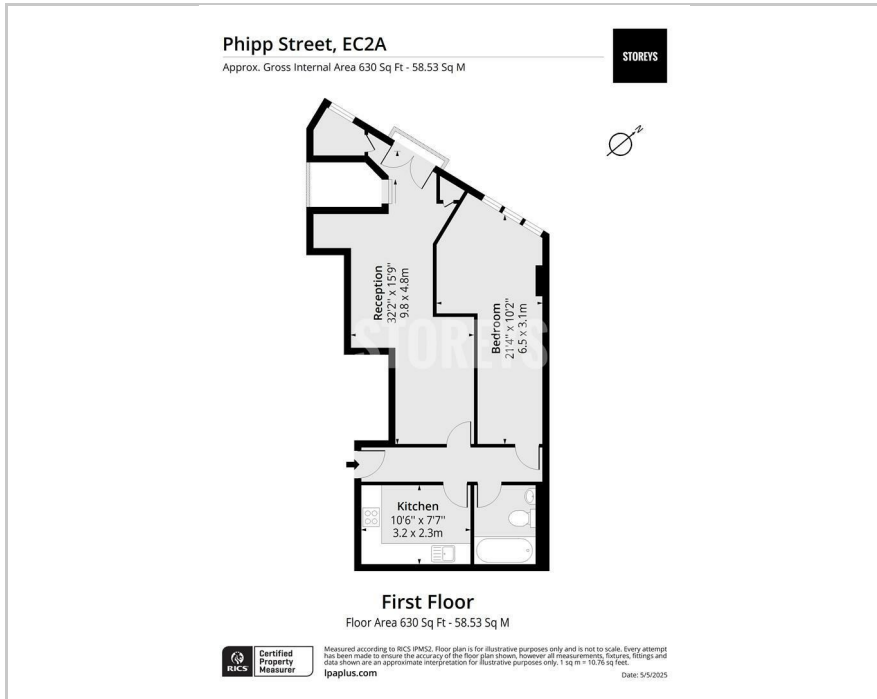 Phipp Street, EC2A
Approx. Gross Internal Area 630 Sq Ft - 58.53 Sq M
STOREYS
N
Reception
32'2" x 15'9"
9.8 x 4.8m
Bedroom
21'4" x 10'2"
6.5 x 3.1m
STOREYS
Kitchen
10'6" x 7'7"
3.2 x 2.3m
First Floor
Floor Area 630 Sq Ft - 58.53 Sq M
RICS
Certified
Property
Measurer
Measured according to RICS IPMS2. Floor plan is for illustrative purposes only and is not to scale. Every attempt
has been made to ensure the accuracy of the floor plan shown, however all measurements, fixtures, fittings and
data shown are an approximate interpretation for illustrative purposes only. 1 sq m = 10.76 sq feet.
lpaplus.com
Date: 5/5/2025